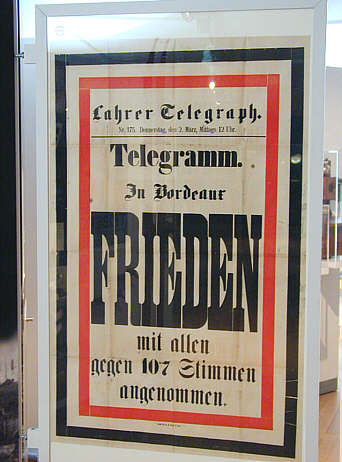 Lahrer Telegraph.
Nr. 175. Donnerstag, den 2. März, Mittags 12 Uhr.
Telegramm.
In Bordeaux
FRIEDEN
mit allen
gegen 107 Stimmen
angenommen.